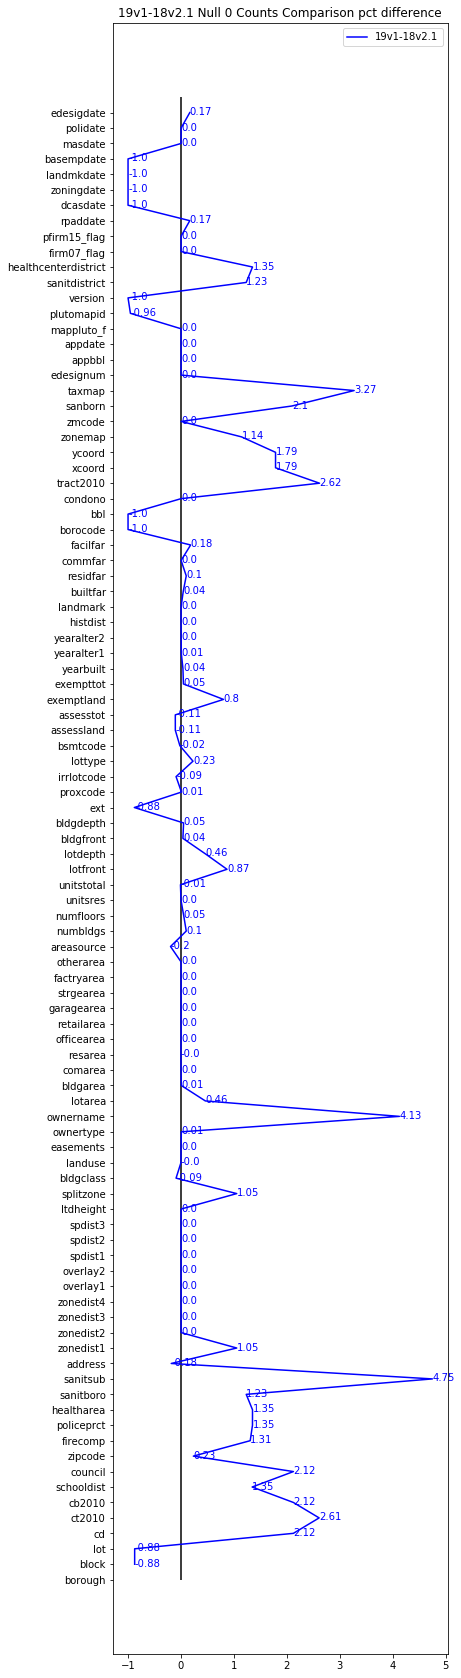 19v1-18v2.1 Null 0 Counts Comparison pct difference
19v1-18v2.1
edesigdate 0.17
polidate 0.0
masdate 0.0
basempdate -1.0
landmkdate -1.0
zoningdate -1.0
dcasdate -1.0
rpaddate 0.17
pfirm15_flag 0.0
firm07_flag 0.0
healthcenterdistrict 1.35
sanitdistrict 1.23
version -1.0
plutomapid -0.96
mappluto_f 0.0
appdate 0.0
appbbl 0.0
edesignum 0.0
taxmap 3.27
sanborn 2.1
zmcode 0.0
zonemap 1.14
ycoord 1.79
xcoord 1.79
tract2010 2.62
condono 0.0
bbl -1.0
borocode -1.0
facilfar 0.18
commfar 0.0
residfar 0.1
builtfar 0.04
landmark 0.0
histdist 0.0
yearalter2 0.0
yearalter1 0.01
yearbuilt 0.04
exempttot 0.05
exemptland 0.8
assesstot -0.11
assessland -0.11
bsmtcode -0.02
lottype 0.23
irrlotcode -0.09
proxcode 0.01
ext -0.88
bldgdepth 0.05
bldgfront 0.04
lotdepth 0.46
lotfront 0.87
unitstotal -0.01
unitsres 0.0
numfloors 0.05
numbldgs 0.1
areasource -0.2
otherarea 0.0
factryarea 0.0
strgearea 0.0
garagearea 0.0
retailarea 0.0
officearea 0.0
resarea -0.0
comarea 0.0
bldgarea 0.01
lotarea 0.46
ownername 4.13
ownertype 0.01
easements 0.0
landuse -0.0
bldgclass -0.09
splitzone 1.05
ltdheight 0.0
spdist3 0.0
spdist2 0.0
spdist1 0.0
overlay2 0.0
overlay1 0.0
zonedist4 0.0
zonedist3 0.0
zonedist2 0.0
zonedist1 1.05
address -0.18
sanitsub 4.75
sanitboro 1.23
healtharea 1.35
policeprct 1.35
firecomp 1.31
zipcode 0.23
council 2.12
schooldist 1.35
cb2010 2.12
ct2010 2.61
cd 2.12
lot -0.88
block -0.88
borough
−1 0 1 2 3 4 5